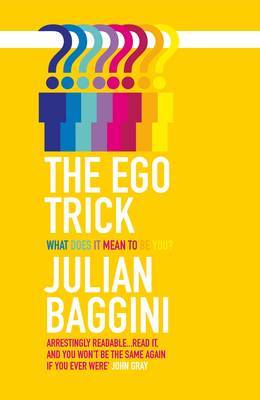 THE EGO
TRICK
WHAT DOES IT MEAN TO BE YOU?
JULIAN
BAGGINI
ARRESTINGLY READABLE...READ IT,
AND YOU WON'T BE THE SAME AGAIN
IF YOU EVER WERE' JOHN GRAY